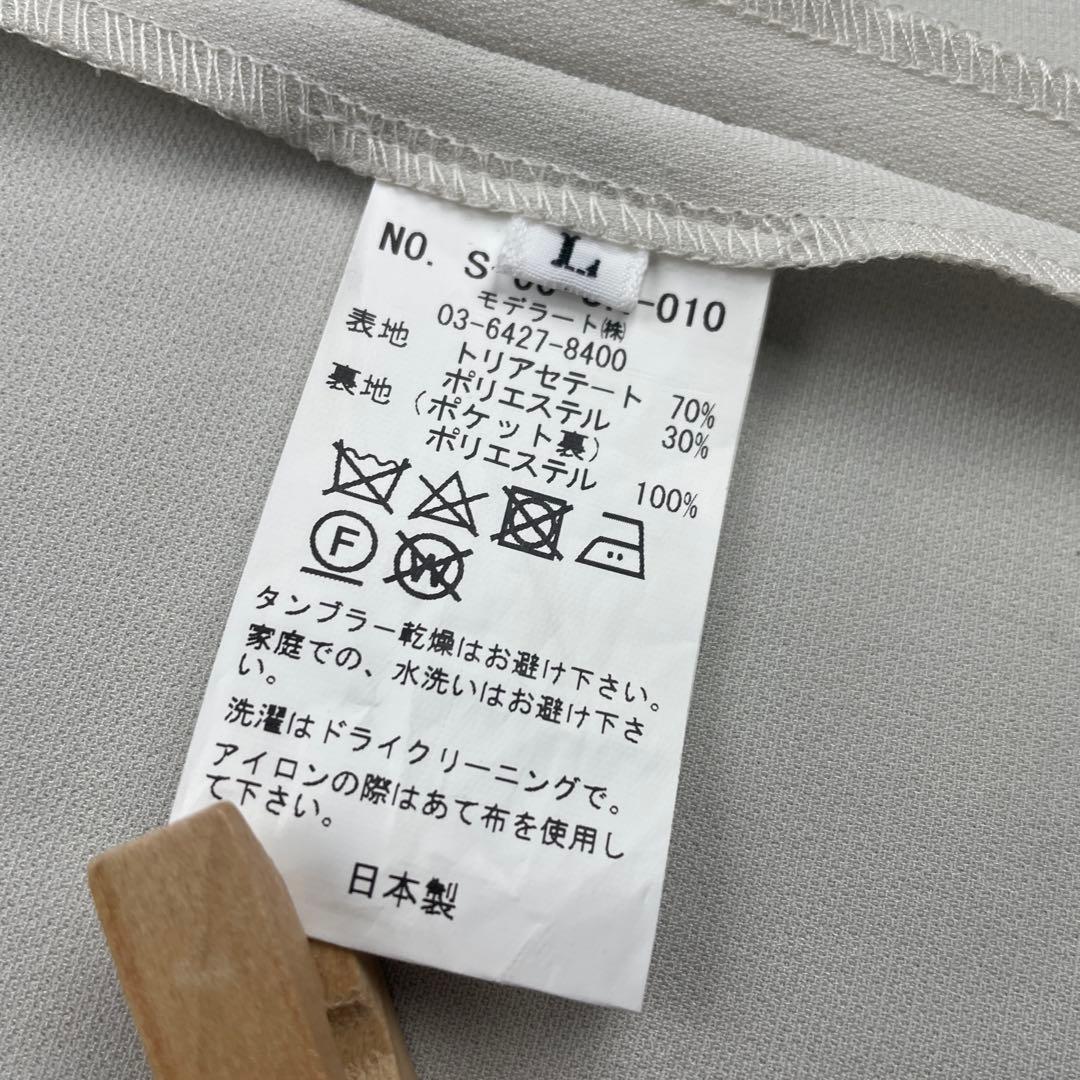 L
NO. S -010
モデラート㈱
03-6427-8400
表地 トリアセテート 70%
ポリエステル 30%
裏地 (ポケット裏)
ポリエステル 100%
F
W
タンブラー乾燥はお避け下さい。
家庭での、水洗いはお避け下さ
い。
洗濯はドライクリーニングで。
アイロンの際はあて布を使用し
て下さい。
日本製